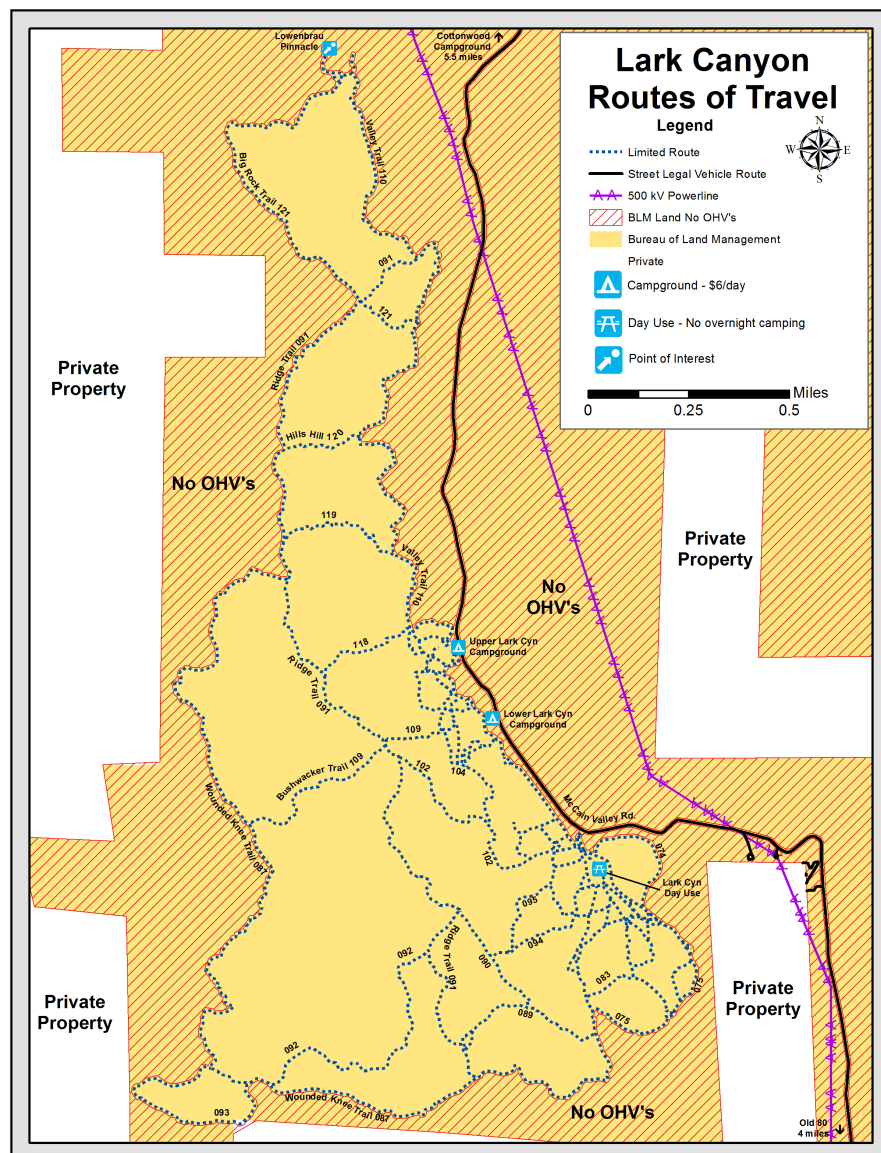 Lowenbrau
Pinnacle
Cottonwood
Campground
5.5 miles
Lark Canyon
Routes of Travel
Legend
N
W
E
S
Limited Route
Street Legal Vehicle Route
500 kV Powerline
BLM Land No OHV's
Bureau of Land Management
Private
Campground - $6/day
Day Use - No overnight camping
Point of Interest
Miles
0
0.25
0.5
Valley Trail 110
Big Rock Trail 121
091
121
Ridge Trail 091
Private
Property
Hills Hill 120
No OHV's
119
Valley Trail 110
Private
Property
No
OHV's
118
Upper Lark Cyn
Campground
Ridge Trail 091
Lower Lark Cyn
Campground
109
102
104
Bushwacker Trail 109
Wounded Knee Trail 087
McCain Valley Rd.
102
074
Lark Cyn
Day Use
095
094
092
Ridge Trail 091
090
083
075
075
Private
Property
Private
Property
089
092
093
Wounded Knee Trail 087
No OHV's
Old 80
4 miles